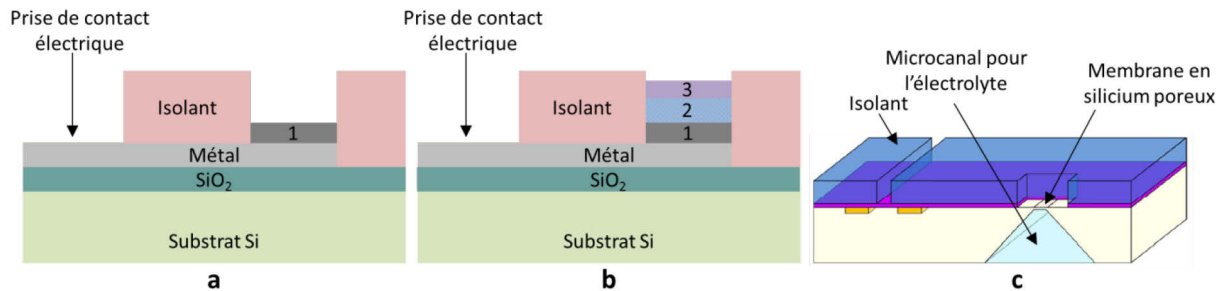 Prise de contact
électrique
Isolant
1
Métal
SiO₂
Substrat Si
a
Prise de contact
électrique
Isolant
3
2
1
Métal
SiO₂
Substrat Si
b
Microcanal pour
l'électrolyte
Membrane en
silicium poreux
Isolant
c